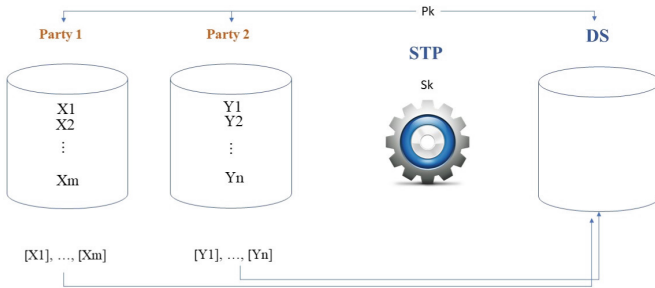 Pk
Party 1
Party 2
STP
DS
Sk
X1
X2
⋮
Xm
Y1
Y2
⋮
Yn
[X1], …, [Xm]
[Y1], …, [Yn]